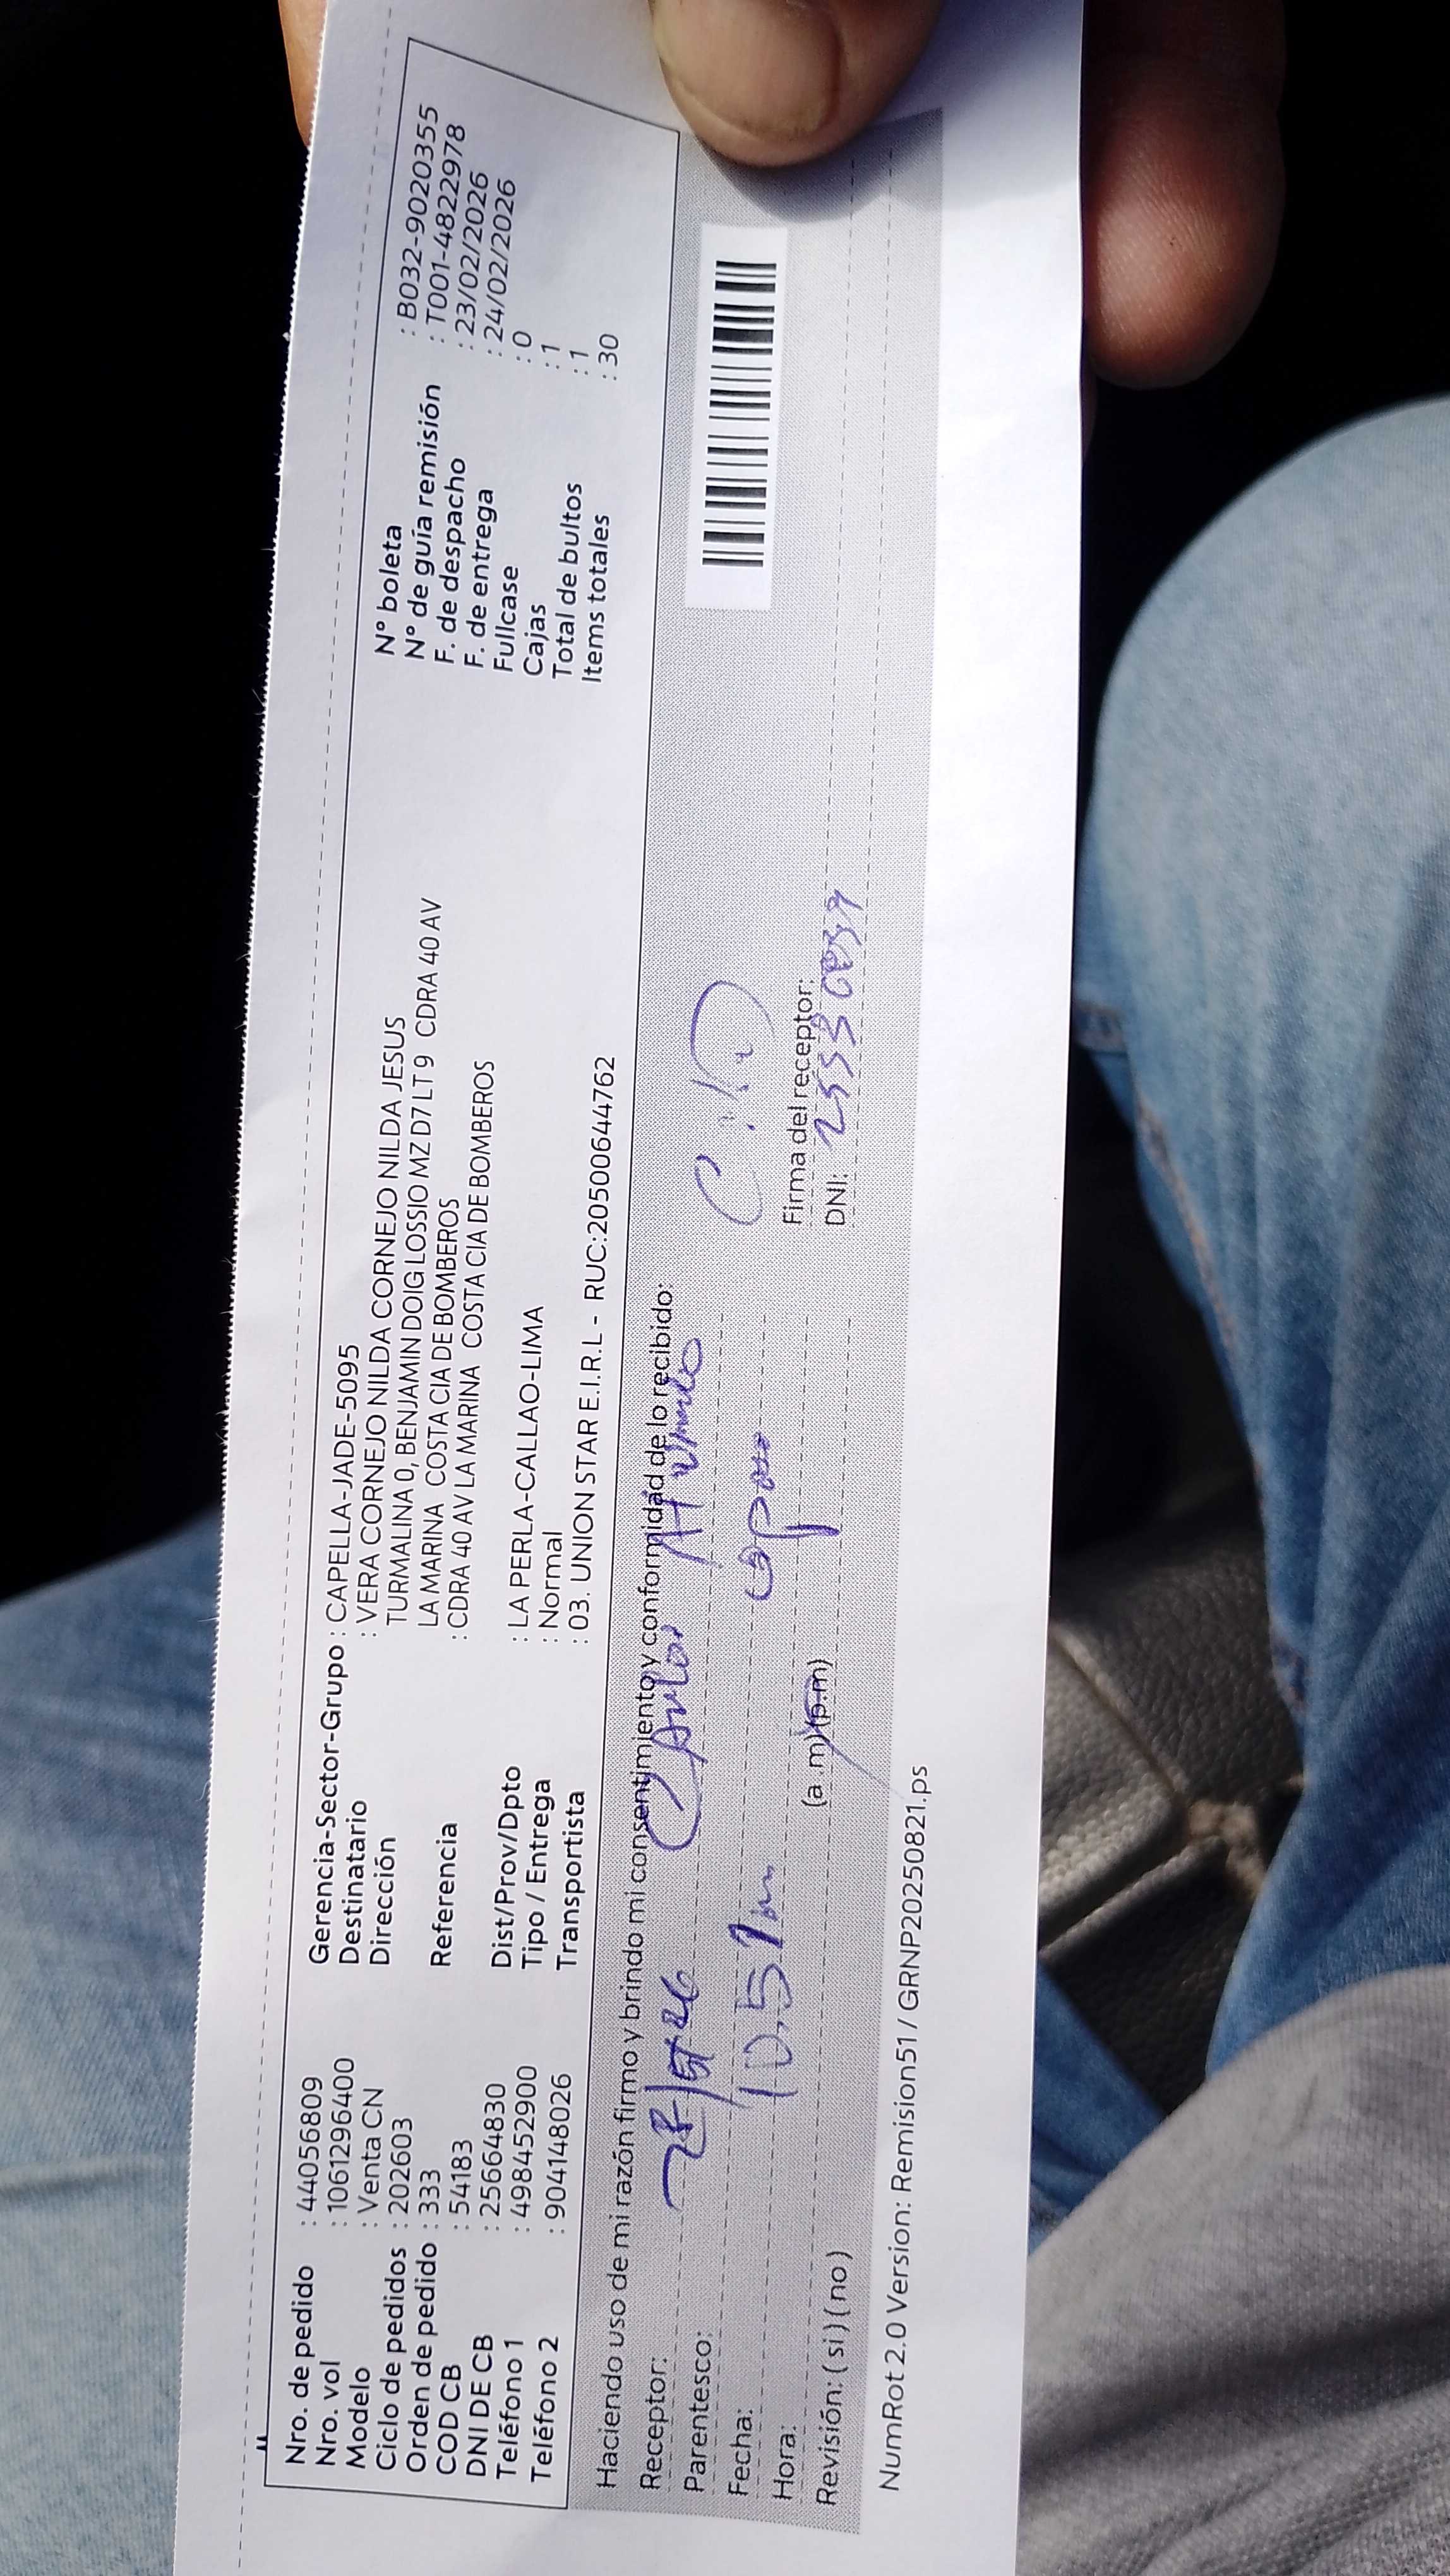 Nro. de pedido : 44056809
Nro. vol : 1061296400
Modelo : Venta CN
Ciclo de pedidos : 202603
Orden de pedido : 333
COD CB : 54183
DNI DE CB : 25664830
Teléfono 1 : 498452900
Teléfono 2 : 904148026
Gerencia-Sector-Grupo : CAPELLA-JADE-5095
Destinatario : VERA CORNEJO NILDA CORNEJO NILDA JESUS
Dirección TURMALINA 0, BENJAMIN DOIG LOSSIO MZ D7 LT 9 CDRA 40 AV
LA MARINA COSTA CIA DE BOMBEROS
Referencia : CDRA 40 AV LA MARINA COSTA CIA DE BOMBEROS
Dist/Prov/Dpto : LA PERLA-CALLAO-LIMA
Tipo / Entrega : Normal
Transportista : 03. UNION STAR E.I.R.L - RUC:20500644762
N° boleta : B032-9020355
N° de guía remisión : T001-4822978
F. de despacho : 23/02/2026
F. de entrega : 24/02/2026
Fullcase : 0
Cajas : 1
Total de bultos : 1
Items totales : 30
Haciendo uso de mi razón firmo y brindo mi consentimiento y conformidad de lo recibido:
Receptor: Carlos
Parentesco:
Fecha:
Hora: (a .m) (p.m)
Revisión: ( si ) ( no )
Firma del receptor:
DNI:
NumRot 2.0 Version: Remision51 / GRNP20250821.ps